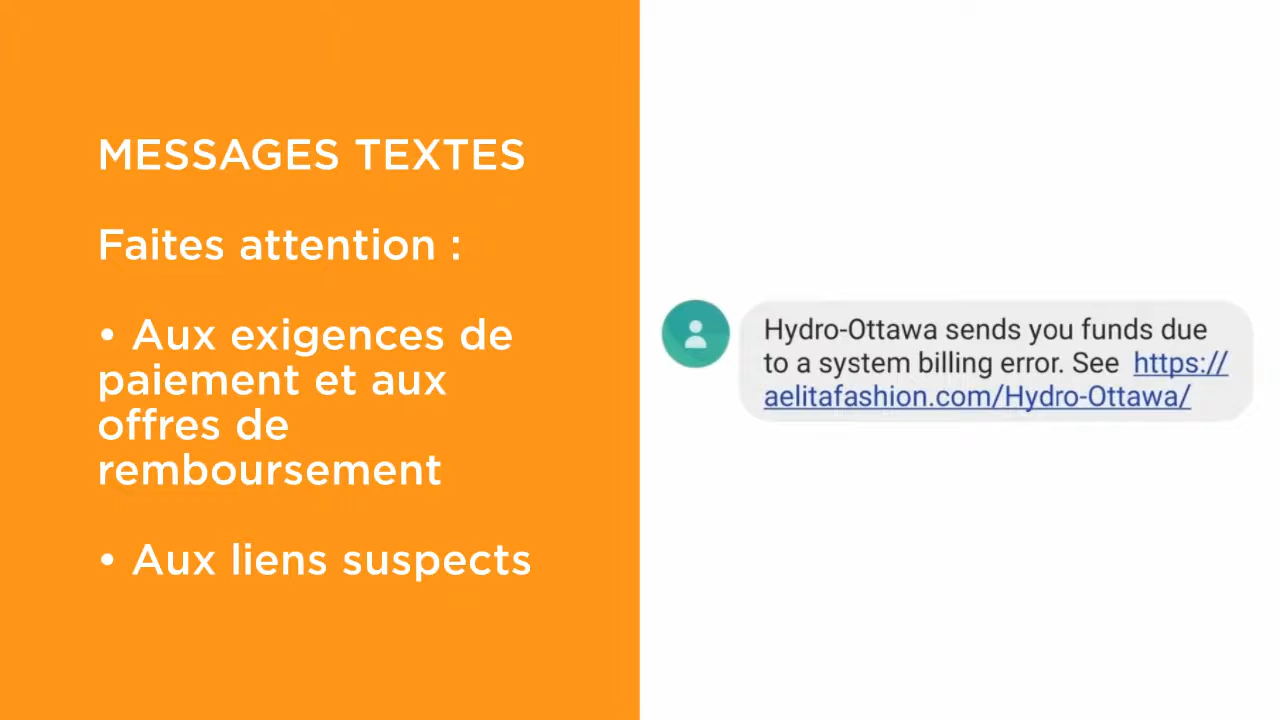 MESSAGES TEXTES
Faites attention :
• Aux exigences de
paiement et aux
offres de
remboursement
• Aux liens suspects
Hydro-Ottawa sends you funds due
to a system billing error. See https://
aelitafashion.com/Hydro-Ottawa/